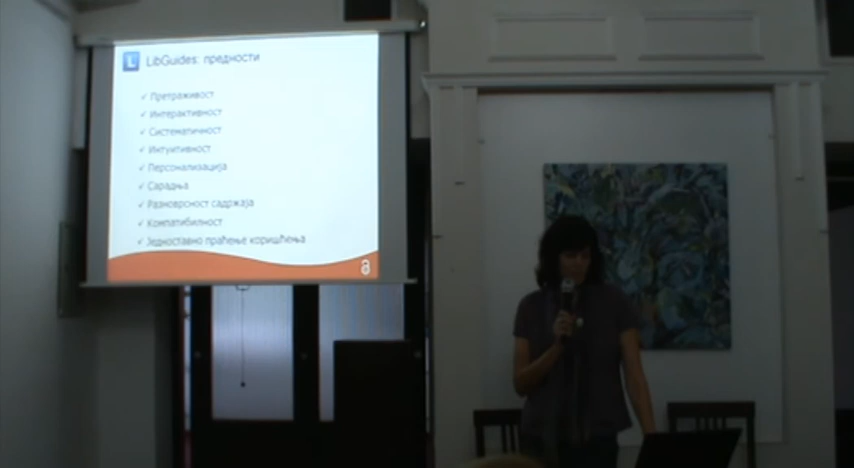 L LibGuides: предности
✓ Претраживост
✓ Интерактивност
✓ Систематичност
✓ Интуитивност
✓ Персонализација
✓ Сарадња
✓ Разноврсност садржаја
✓ Компатибилност
✓ Једноставно праћење коришћења